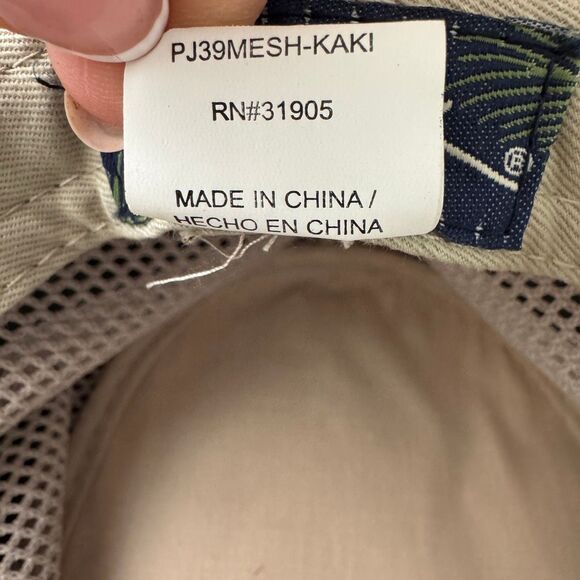 PJ39MESH-KAKI
RN#31905
MADE IN CHINA /
HECHO EN CHINA
®